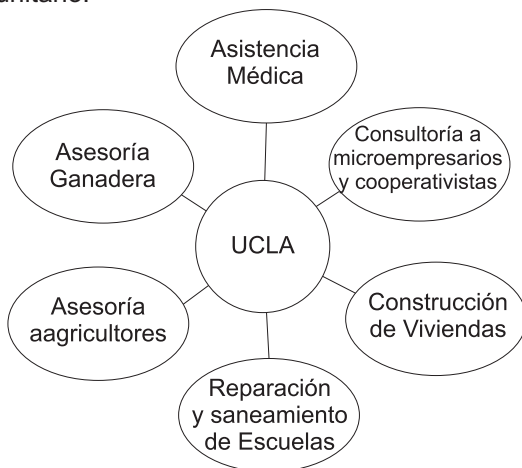 Asistencia
Médica
Consultoría a
microempresarios
y cooperativistas
Asesoría
Ganadera
UCLA
Asesoría
aagricultores
Construcción
de Viviendas
Reparación
y saneamiento
de Escuelas